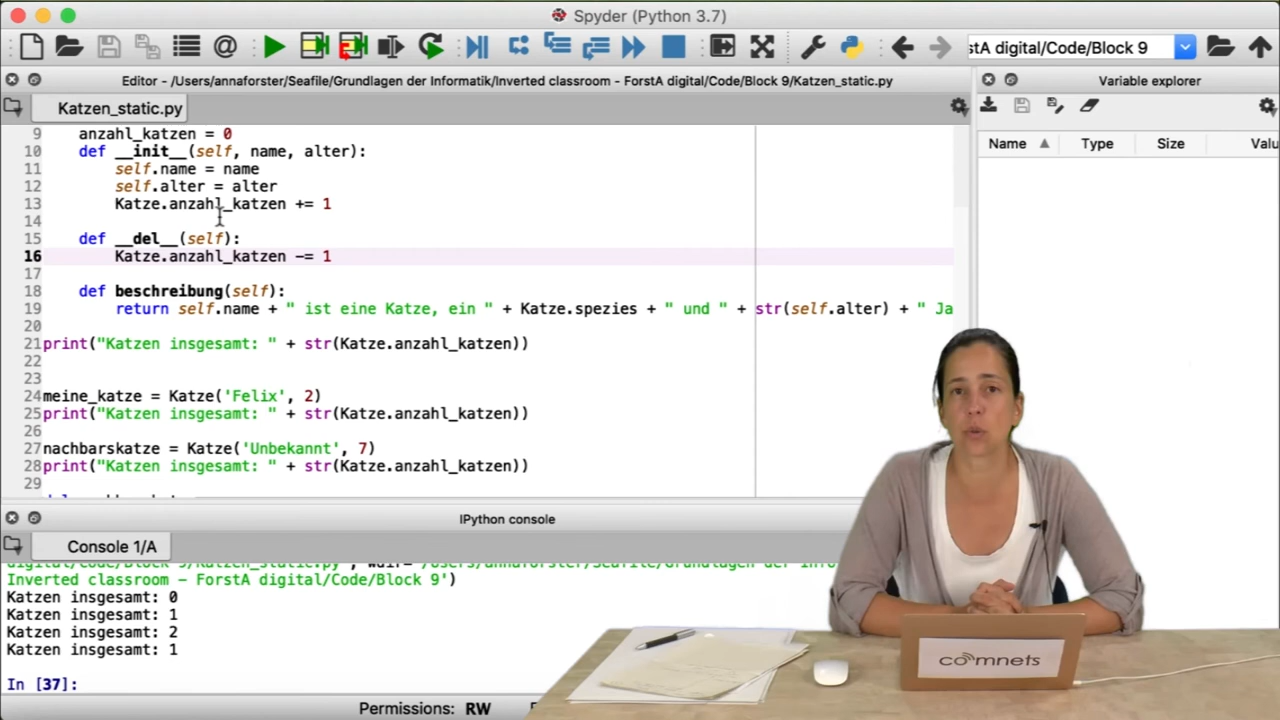 Spyder (Python 3.7)
stA digital/Code/Block 9
Editor - /Users/annaforster/Seafile/Grundlagen der Informatik/Inverted classroom - ForstA digital/Code/Block 9/Katzen_static.py
Variable explorer
Katzen_static.py
Name Type Size Valu
9 anzahl_katzen = 0
10 def __init__(self, name, alter):
11 self.name = name
12 self.alter = alter
13 Katze.anzahl_katzen += 1
14
15 def __del__(self):
16 Katze.anzahl_katzen -= 1
17
18 def beschreibung(self):
19 return self.name + " ist eine Katze, ein " + Katze.spezies + " und " + str(self.alter) + " Ja
20
21 print("Katzen insgesamt: " + str(Katze.anzahl_katzen))
22
23
24 meine_katze = Katze('Felix', 2)
25 print("Katzen insgesamt: " + str(Katze.anzahl_katzen))
26
27 nachbarskatze = Katze('Unbekannt', 7)
28 print("Katzen insgesamt: " + str(Katze.anzahl_katzen))
29
IPython console
Console 1/A
Inverted classroom - ForstA digital/Code/Block 9')
Katzen insgesamt: 0
Katzen insgesamt: 1
Katzen insgesamt: 2
Katzen insgesamt: 1
In [37]:
Permissions: RW
comnets